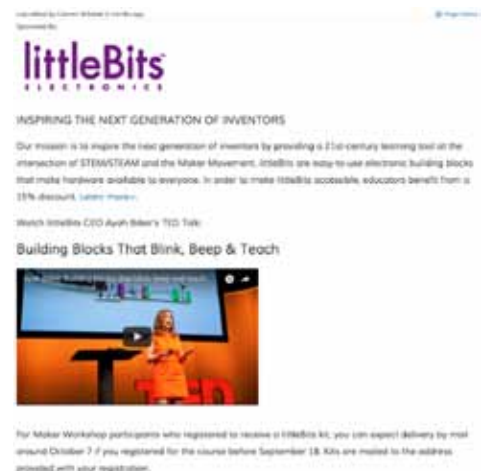 Sponsored By:
littleBits
ELECTRONICS
INSPIRING THE NEXT GENERATION OF INVENTORS
Our mission is to inspire the next generation of inventors by providing a 21st-century learning tool at the
intersection of STEM/STEAM and the Maker Movement. littleBits are easy-to-use electronic building blocks
that make hardware available to everyone. In order to make littleBits accessible, educators benefit from a
15% discount. Learn more>
Watch littleBits CEO Ayah Bdeir's TED Talk:
Building Blocks That Blink, Beep & Teach
TED
For Maker Workshop participants who registered to receive a littleBits kit, you can expect delivery by mail
around October 7 if you registered for the course before September 18. Kits are mailed to the address
provided with your registration.